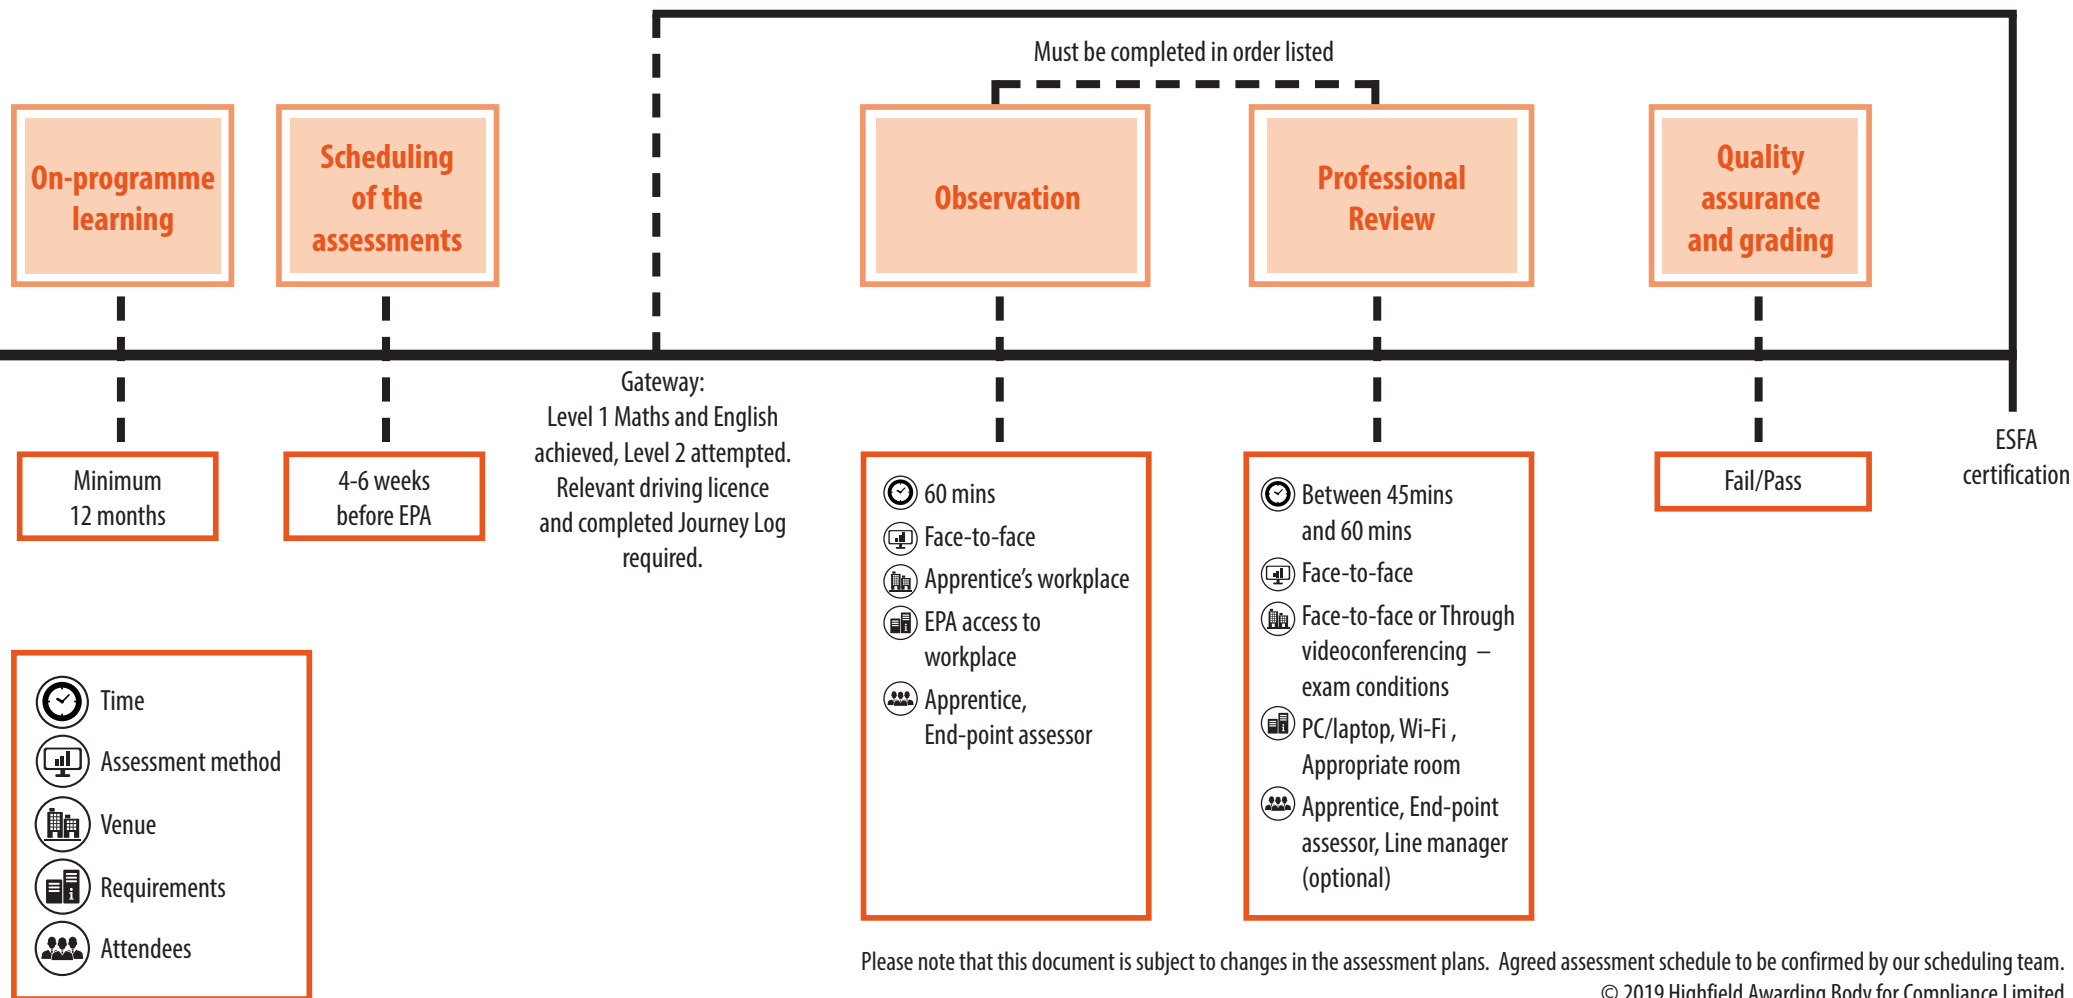 Must be completed in order listed
On-programme
learning
Scheduling
of the
assessments
Observation
Professional
Review
Quality
assurance
and grading
Minimum
12 months
4-6 weeks
before EPA
Gateway:
Level 1 Maths and English
achieved, Level 2 attempted.
Relevant driving licence
and completed Journey Log
required.
60 mins
Face-to-face
Apprentice's workplace
EPA access to
workplace
Apprentice,
End-point assessor
Between 45mins
and 60 mins
Face-to-face
Face-to-face or Through
videoconferencing –
exam conditions
PC/laptop, Wi-Fi ,
Appropriate room
Apprentice, End-point
assessor, Line manager
(optional)
Fail/Pass
ESFA
certification
Time
Assessment method
Venue
Requirements
Attendees
Please note that this document is subject to changes in the assessment plans. Agreed assessment schedule to be confirmed by our scheduling team.
© 2019 Highfield Awarding Body for Compliance Limited